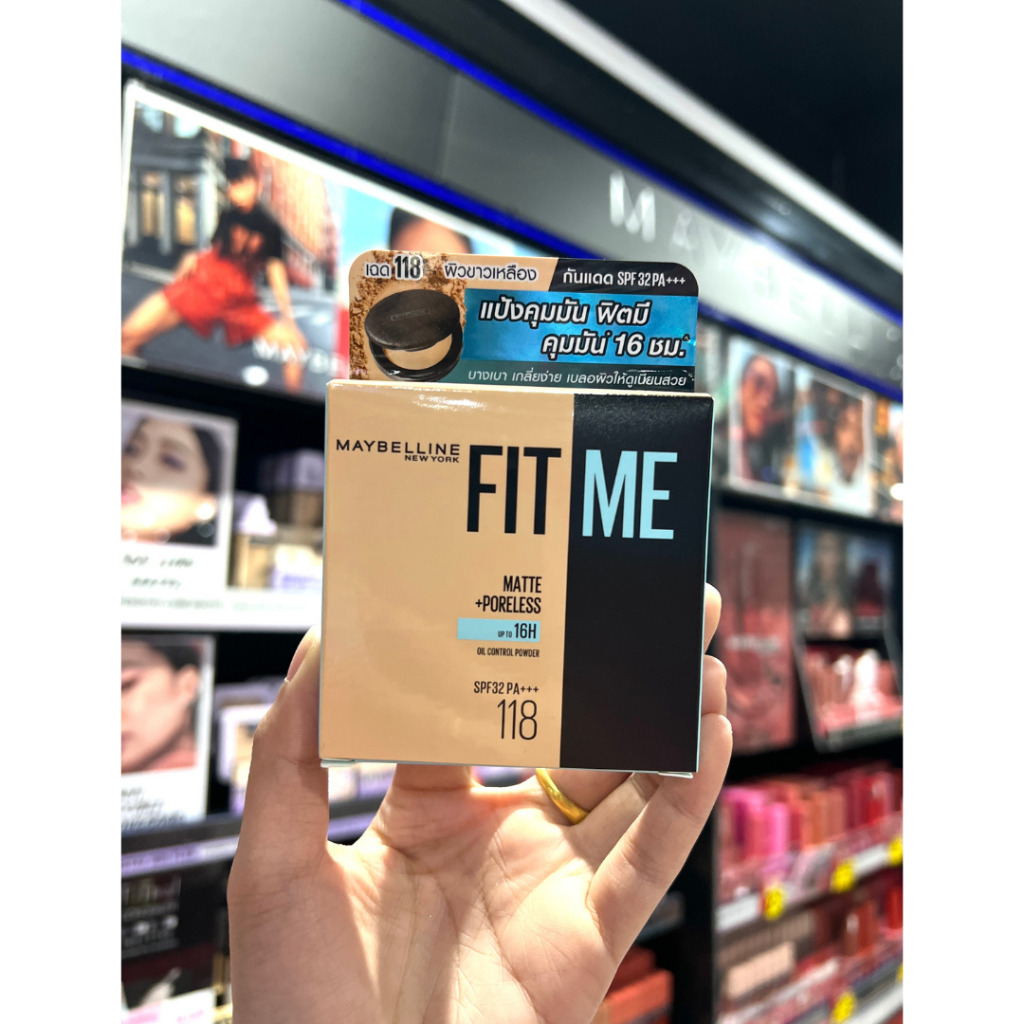 MAYBELLINE
เฉด 118 ผิวขาวเหลือง กันแดด SPF 32 PA+++
แป้งคุมมัน ฟิตมี
คุมมัน 16 ชม.
บางเบา เกลี่ยง่าย เบลอผิวให้ดูเนียนสวย
MAYBELLINE
NEW YORK
FIT ME
MATTE
+PORELESS
UP TO 16H
OIL CONTROL POWDER
SPF32 PA+++
118